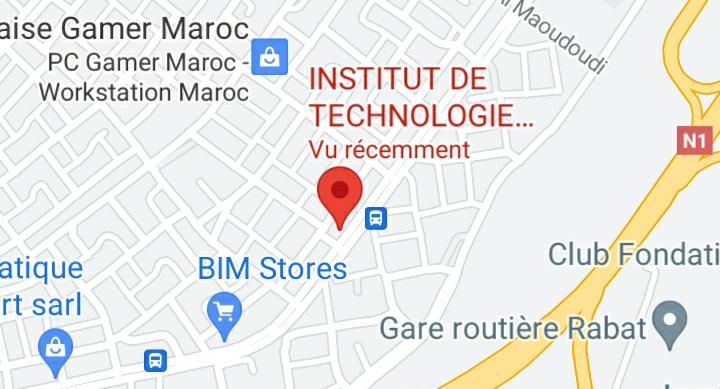 aise Gamer Maroc
PC Gamer Maroc -
Workstation Maroc
Al Maoudoudi
INSTITUT DE
TECHNOLOGIE...
Vu récemment
N1
BIM Stores
atique
rt sarl
Club Fondati
Gare routière Rabat